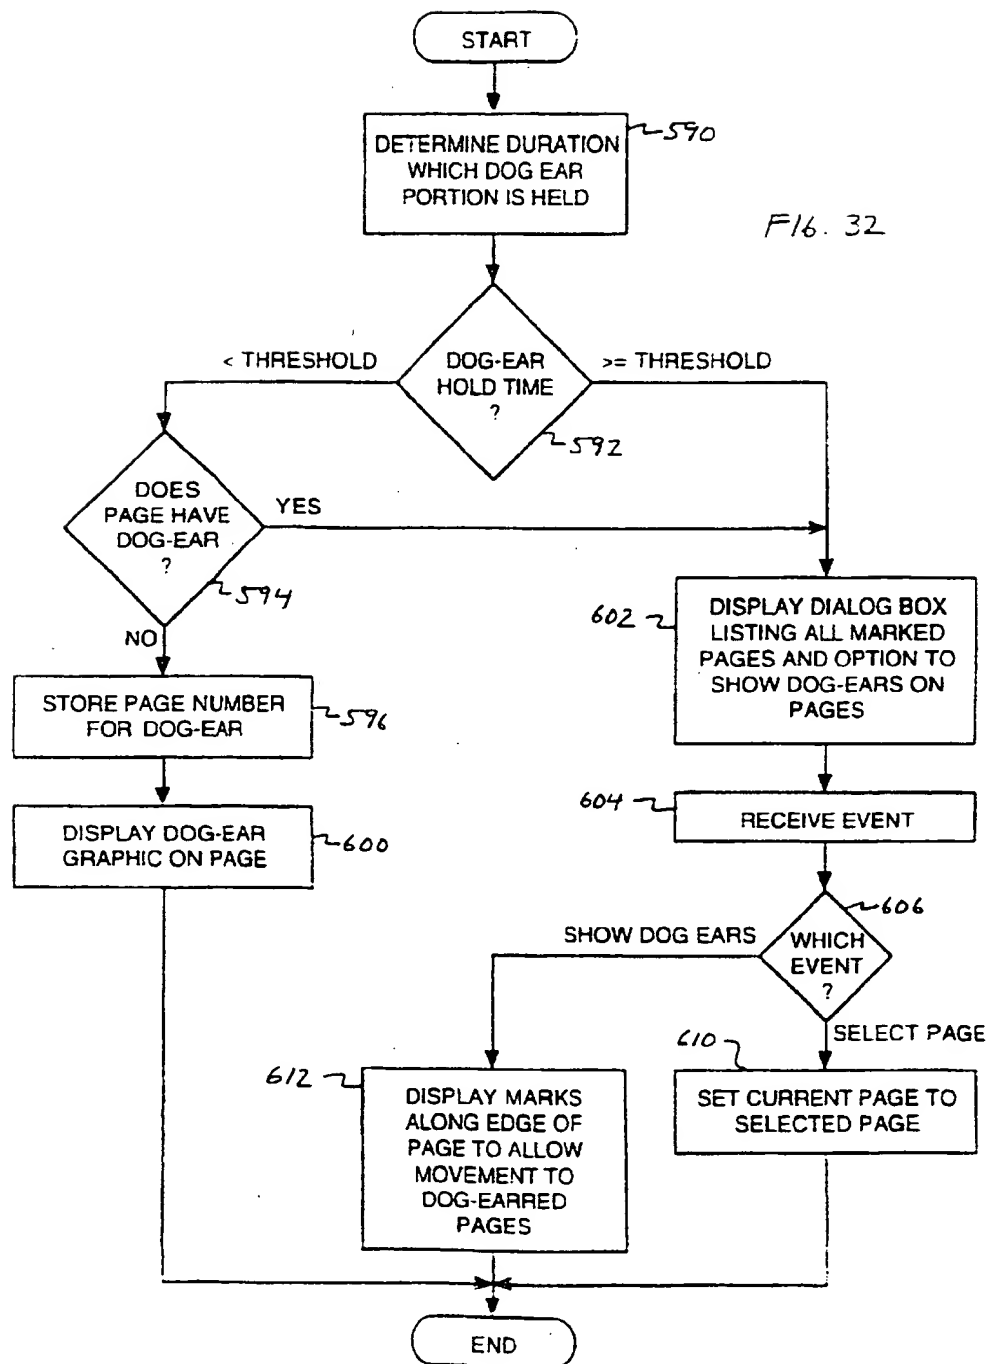 START
DETERMINE DURATION
WHICH DOG EAR
PORTION IS HELD
590
FIG. 32
< THRESHOLD
DOG-EAR
HOLD TIME
?
>= THRESHOLD
592
DOES
PAGE HAVE
DOG-EAR
?
YES
594
NO
602
DISPLAY DIALOG BOX
LISTING ALL MARKED
PAGES AND OPTION TO
SHOW DOG-EARS ON
PAGES
STORE PAGE NUMBER
FOR DOG-EAR
596
604
RECEIVE EVENT
DISPLAY DOG-EAR
GRAPHIC ON PAGE
600
606
SHOW DOG EARS
WHICH
EVENT
?
SELECT PAGE
610
612
DISPLAY MARKS
ALONG EDGE OF
PAGE TO ALLOW
MOVEMENT TO
DOG-EARRED
PAGES
SET CURRENT PAGE TO
SELECTED PAGE
END